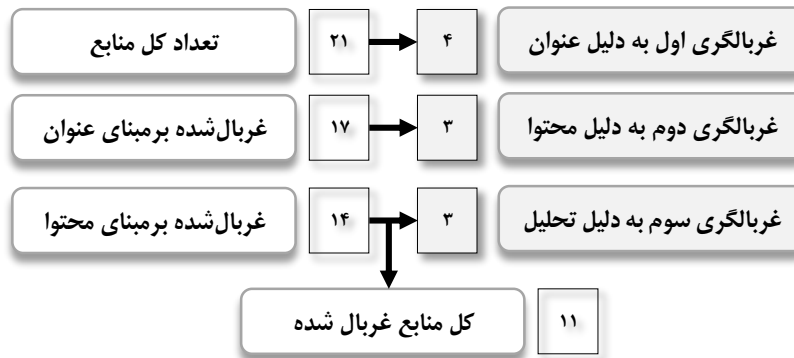 غربالگری اول به دلیل عنوان ۴ ۲۱ تعداد کل منابع
غربالگری دوم به دلیل محتوا ۳ ۱۷ غربال‌شده برمبنای عنوان
غربالگری سوم به دلیل تحلیل ۳ ۱۴ غربال‌شده برمبنای محتوا
۱۱ کل منابع غربال شده